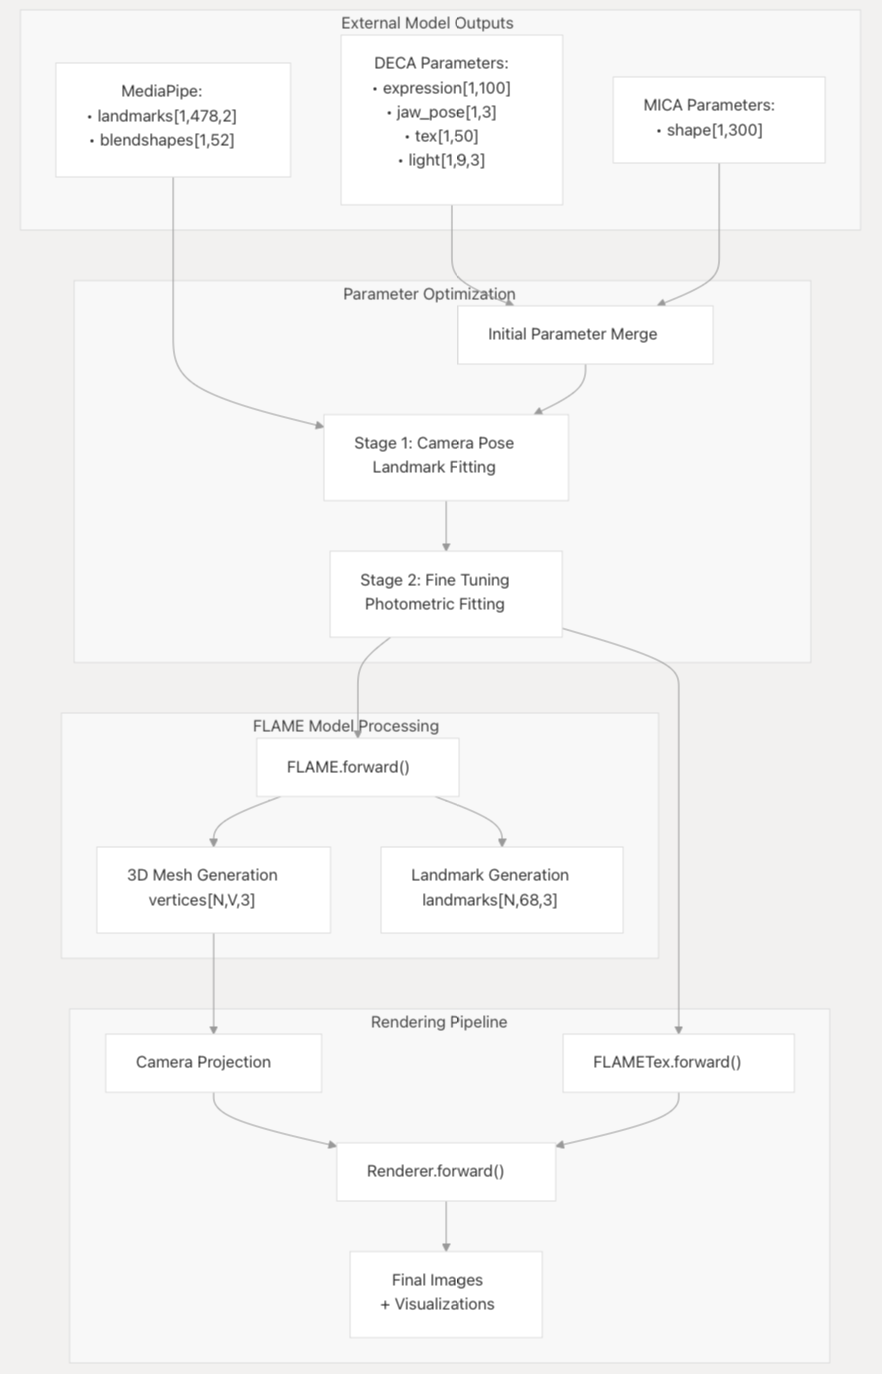 External Model Outputs
MediaPipe:
• landmarks[1,478,2]
• blendshapes[1,52]
DECA Parameters:
• expression[1,100]
• jaw_pose[1,3]
• tex[1,50]
• light[1,9,3]
MICA Parameters:
• shape[1,300]
Parameter Optimization
Initial Parameter Merge
Stage 1: Camera Pose
Landmark Fitting
Stage 2: Fine Tuning
Photometric Fitting
FLAME Model Processing
FLAME.forward()
3D Mesh Generation
vertices[N,V,3]
Landmark Generation
landmarks[N,68,3]
Rendering Pipeline
Camera Projection
FLAMETex.forward()
Renderer.forward()
Final Images
+ Visualizations